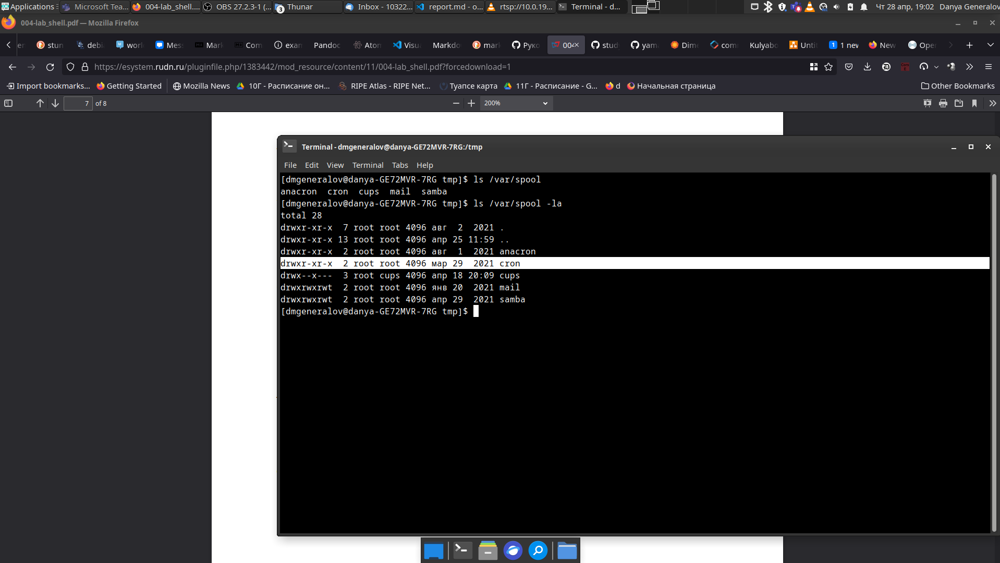 Applications Microsoft Tea... 004-lab_shell.... OBS 27.2.3-1 (... 3 Thunar Inbox - 10322... report.md - o... rtsp://10.0.19... Terminal - d... Чт 28 апр, 19:02 Danya Generalov
004-lab_shell.pdf — Mozilla Firefox
en stun debi worl Mess Mark Com exam Pandoc Atom Visua Markdo mark Руко 004 stud yam Dime com Kulyabo Unti 1 1 new New Ope
https://esystem.rudn.ru/pluginfile.php/1383442/mod_resource/content/11/004-lab_shell.pdf?forcedownload=1
Import bookmarks... Getting Started Mozilla News 10Г - Расписание он... RIPE Atlas - RIPE Net... Туапсе карта 11Г - Расписание - G... d Начальная страница Other Bookmarks
7 of 8 200%
Terminal - dmgeneralov@danya-GE72MVR-7RG:/tmp
File Edit View Terminal Tabs Help
[dmgeneralov@danya-GE72MVR-7RG tmp]$ ls /var/spool
anacron  cron  cups  mail  samba
[dmgeneralov@danya-GE72MVR-7RG tmp]$ ls /var/spool -la
total 28
drwxr-xr-x  7 root root 4096 авг  2  2021 .
drwxr-xr-x 13 root root 4096 апр 25 11:59 ..
drwxr-xr-x  2 root root 4096 авг  1  2021 anacron
drwxr-xr-x  2 root root 4096 мар 29  2021 cron
drwx--x---  3 root cups 4096 апр 18 20:09 cups
drwxrwxrwt  2 root root 4096 янв 20  2021 mail
drwxrwxrwt  2 root root 4096 апр 29  2021 samba
[dmgeneralov@danya-GE72MVR-7RG tmp]$